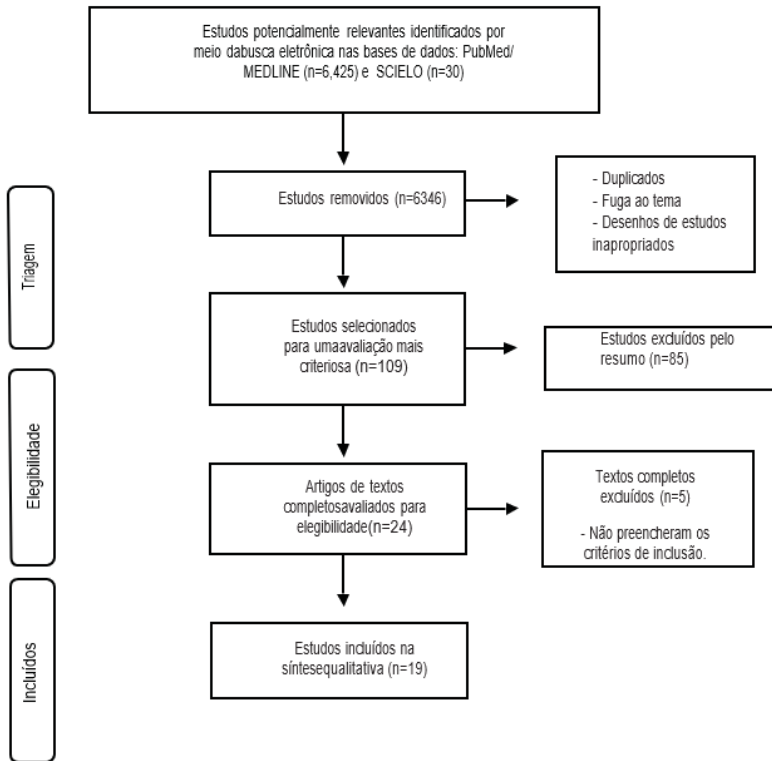 Estudos potencialmente relevantes identificados por
meio dabusca eletrônica nas bases de dados: PubMed/
MEDLINE (n=6,425) e SCIELO (n=30)
Triagem
Estudos removidos (n=6346)
- Duplicados
- Fuga ao tema
- Desenhos de estudos
inapropriados
Estudos selecionados
para umaavaliação mais
criteriosa (n=109)
Estudos excluídos pelo
resumo (n=85)
Elegibilidade
Artigos de textos
completosavaliados para
elegibilidade(n=24)
Textos completos
excluídos (n=5)
- Não preencheram os
critérios de inclusão.
Incluídos
Estudos incluídos na
síntesequalitativa (n=19)